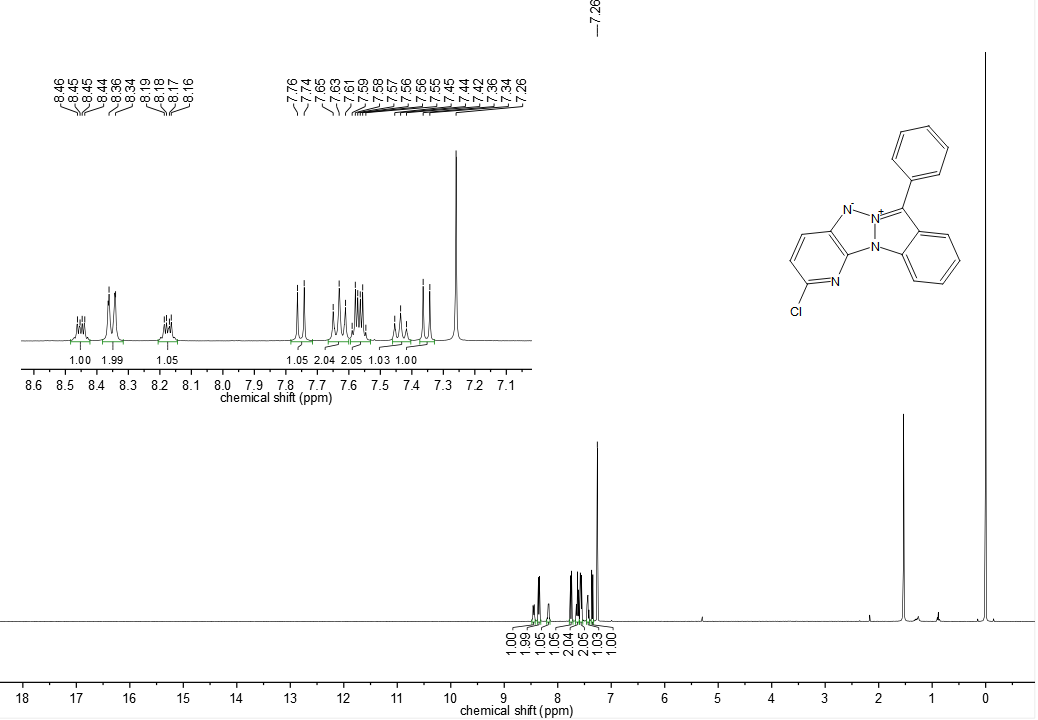 7.26
8.46 8.45 8.45 8.44 8.36 8.34 8.19 8.18 8.17 8.16 7.76 7.74 7.65 7.63 7.61 7.59 7.58 7.57 7.56 7.56 7.55 7.45 7.44 7.42 7.36 7.34 7.26
N- N+ N
N
Cl
1.00 1.99 1.05 1.05 2.04 2.05 1.03 1.00
8.6 8.5 8.4 8.3 8.2 8.1 8.0 7.9 7.8 7.7 7.6 7.5 7.4 7.3 7.2 7.1
chemical shift (ppm)
1.00 1.99 1.05 1.05 2.04 2.05 1.03 1.00
18 17 16 15 14 13 12 11 10 9 8 7 6 5 4 3 2 1 0
chemical shift (ppm)